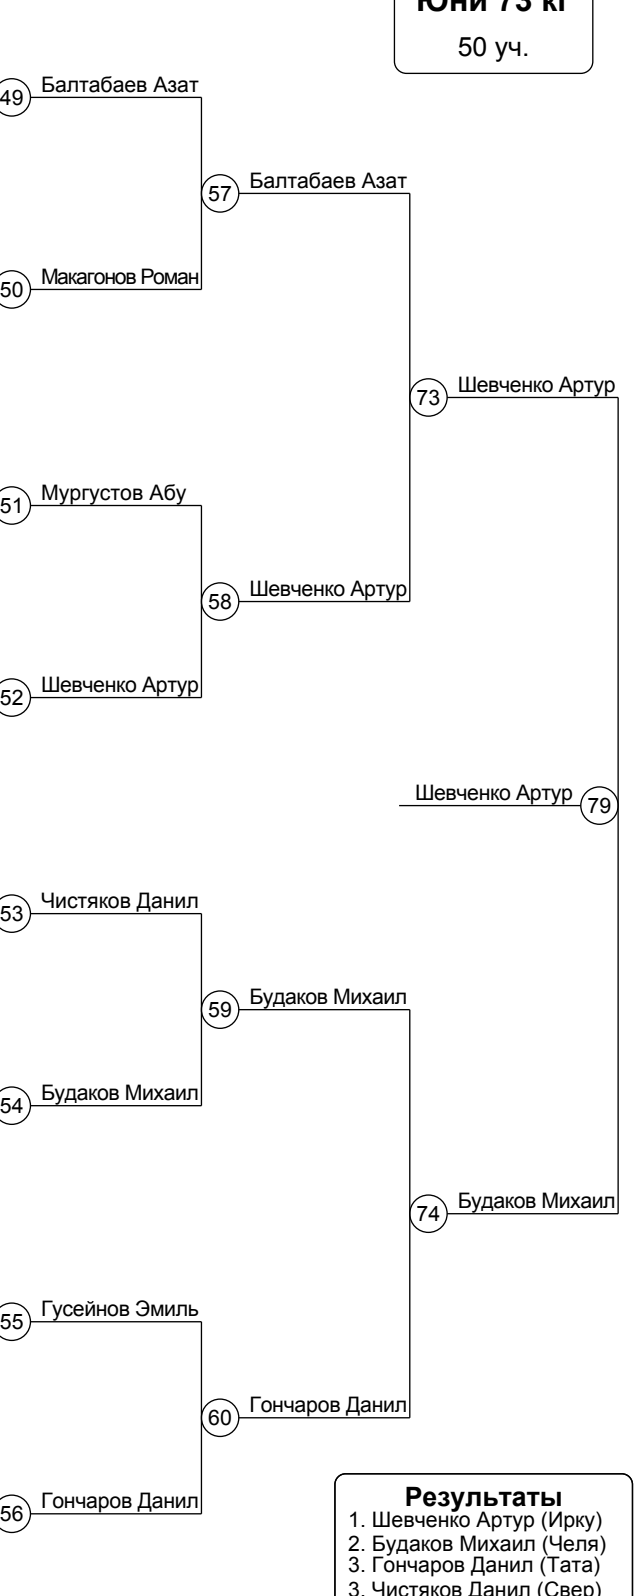 Юни 73 кг
50 уч.
49 Балтабаев Азат
57 Балтабаев Азат
50 Макагонов Роман
73 Шевченко Артур
51 Мургустов Абу
58 Шевченко Артур
52 Шевченко Артур
Шевченко Артур 79
53 Чистяков Данил
59 Будаков Михаил
54 Будаков Михаил
74 Будаков Михаил
55 Гусейнов Эмиль
60 Гончаров Данил
56 Гончаров Данил
Результаты
1. Шевченко Артур (Ирку)
2. Будаков Михаил (Челя)
3. Гончаров Данил (Тата)
3. Чистяков Данил (Свер)